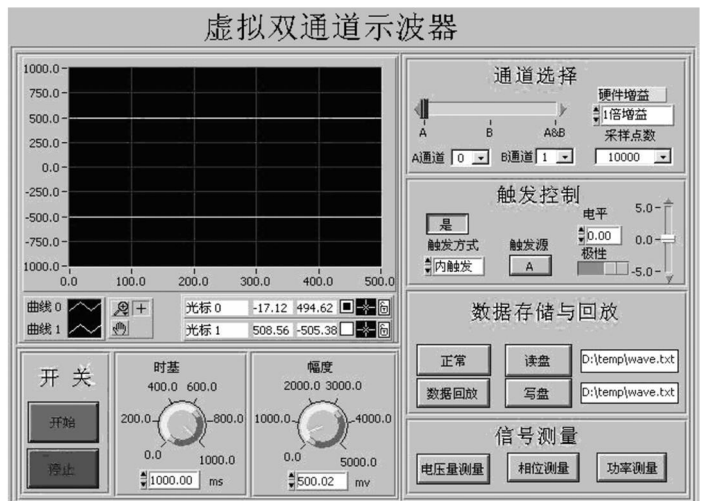 虚拟双通道示波器
1000.0
750.0
500.0
250.0
0.0
-250.0
-500.0
-750.0
1000.0
0.0 100.0 200.0 300.0 400.0 500.0
曲线 0
曲线 1
光标 0 -17.12 494.62
光标 1 508.56 -505.38
开 关
开始
停止
时基
400.0 600.0
200.0 800.0
0.0 1000.0
1000.00 ms
幅度
2000.0 3000.0
1000.0 4000.0
0.0 5000.0
500.02 mv
通道选择
硬件增益
1倍增益
A B A&B
采样点数
A通道 0 B通道 1 10000
触发控制
是
触发方式
内触发
触发源
A
电平
0.00
极性
5.0
0.0
-5.0
数据存储与回放
正常 读盘 D:\temp\wave.txt
数据回放 写盘 D:\temp\wave.txt
信号测量
电压量测量 相位测量 功率测量